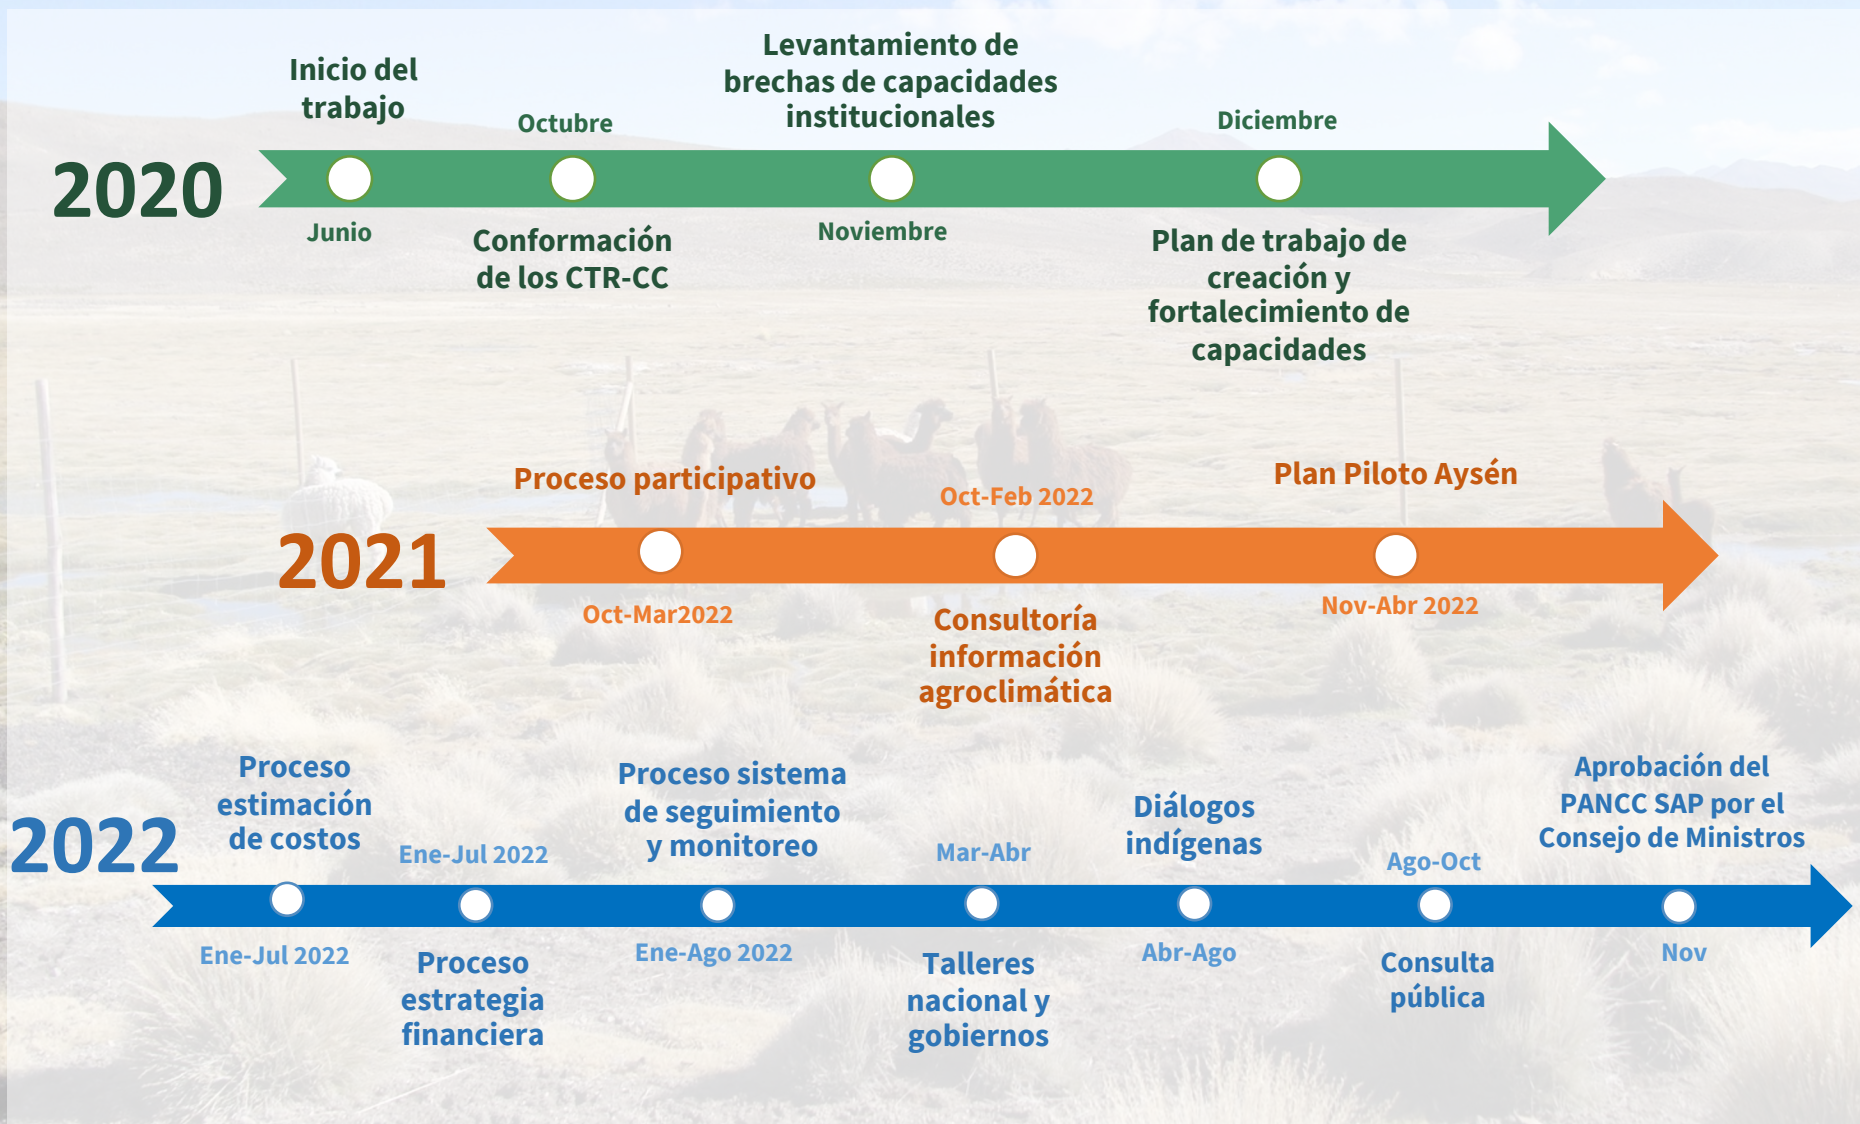 2020
Inicio del
trabajo
Junio
Octubre
Conformación
de los CTR-CC
Levantamiento de
brechas de capacidades
institucionales
Noviembre
Diciembre
Plan de trabajo de
creación y
fortalecimiento de
capacidades
2021
Proceso participativo
Oct-Mar2022
Oct-Feb 2022
Consultoría
información
agroclimática
Plan Piloto Aysén
Nov-Abr 2022
2022
Proceso
estimación
de costos
Ene-Jul 2022
Ene-Jul 2022
Proceso
estrategia
financiera
Proceso sistema
de seguimiento
y monitoreo
Ene-Ago 2022
Mar-Abr
Talleres
nacional y
gobiernos
Diálogos
indígenas
Abr-Ago
Ago-Oct
Consulta
pública
Aprobación del
PANCC SAP por el
Consejo de Ministros
Nov